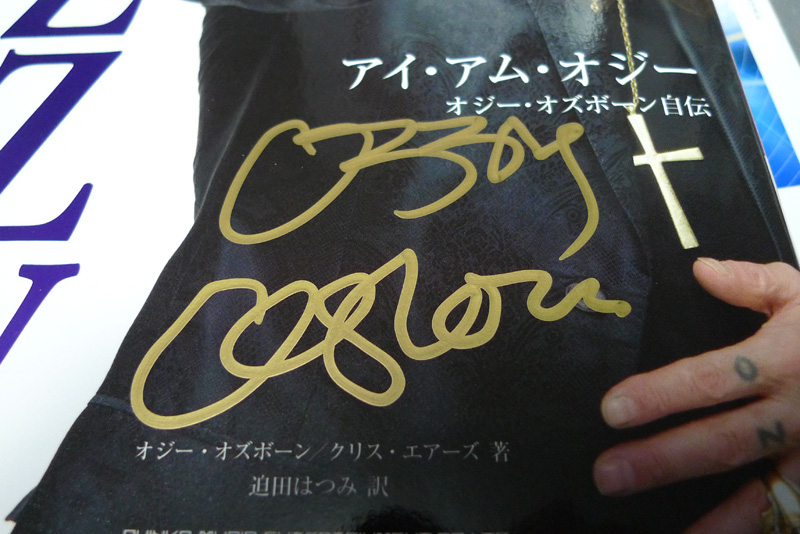 アイ・アム・オジー
オジー・オズボーン自伝
Ozzy
Osbourne
O
Z
オジー・オズボーン/クリス・エアーズ 著
迫田はつみ 訳